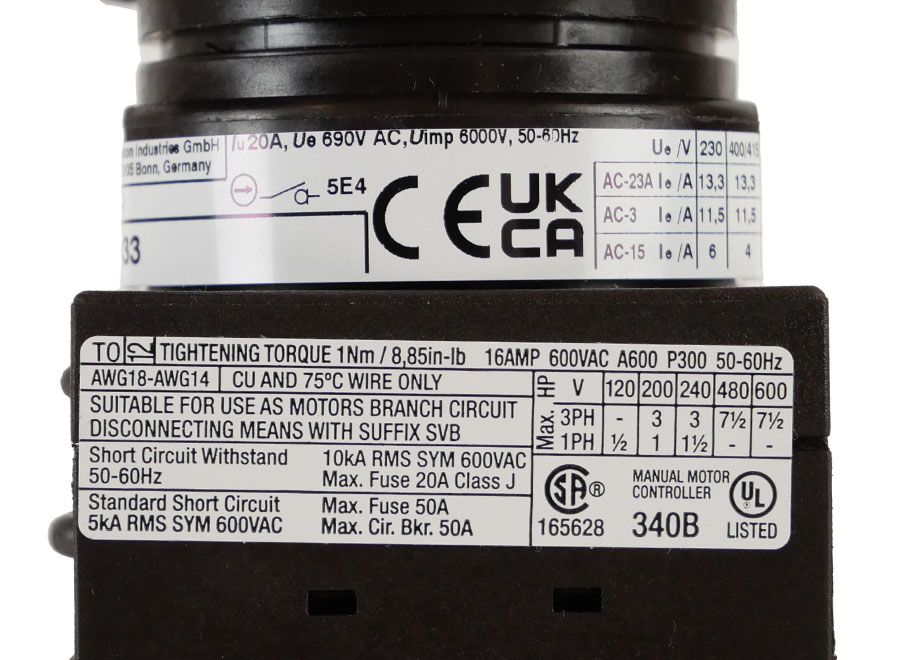 Industries GmbH
Bonn, Germany
Iu 20A, Ue 690V AC, Uimp 6000V, 50-60Hz
5E4
33
CE
UK
CA
Ue /V 230 400/415
AC-23A Ie /A 13,3 13,3
AC-3 Ie /A 11,5 11,5
AC-15 Ie /A 6 4
TO 12 TIGHTENING TORQUE 1Nm / 8,85in-lb 16AMP 600VAC A600 P300 50-60Hz
AWG18-AWG14 CU AND 75ºC WIRE ONLY
SUITABLE FOR USE AS MOTORS BRANCH CIRCUIT
DISCONNECTING MEANS WITH SUFFIX SVB
Short Circuit Withstand 10kA RMS SYM 600VAC
50-60Hz Max. Fuse 20A Class J
Standard Short Circuit Max. Fuse 50A
5kA RMS SYM 600VAC Max. Cir. Bkr. 50A
Max. HP V 120 200 240 480 600
3PH - 3 3 7½ 7½
1PH ½ 1 1½ - -
SA ®
165628
MANUAL MOTOR
CONTROLLER
340B
UL
LISTED